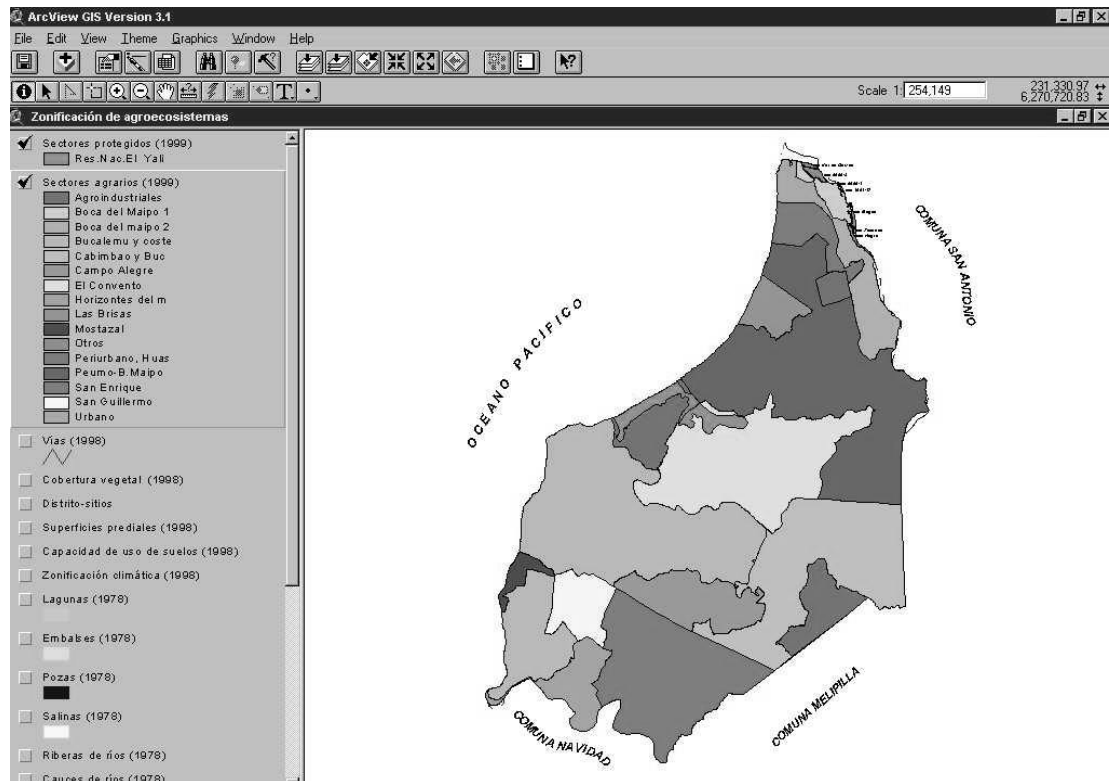 ArcView GIS Version 3.1
File Edit View Theme Graphics Window Help
Scale 1: 254,149
231,330.97
6,270,720.83
Zonificación de agroecosistemas
Sectores protegidos (1999)
Res.Nac.El Yali
Sectores agrarios (1999)
Agroindustriales
Boca del Maipo 1
Boca del maipo 2
Bucalemu y coste
Cabimbao y Buc
Campo Alegre
El Convento
Horizontes del m
Las Brisas
Mostazal
Otros
Periurbano, Huas
Peumo-B.Maipo
San Enrique
San Guillermo
Urbano
Vías (1998)
Cobertura vegetal (1998)
Distrito-sitios
Superficies prediales (1998)
Capacidad de uso de suelos (1998)
Zonificación climática (1998)
Lagunas (1978)
Embalses (1978)
Pozas (1978)
Salinas (1978)
Riberas de ríos (1978)
Cauces de ríos (1978)
OCEANO PACIFICO
COMUNA SAN ANTONIO
COMUNA MELIPILLA
COMUNA NAVIDAD